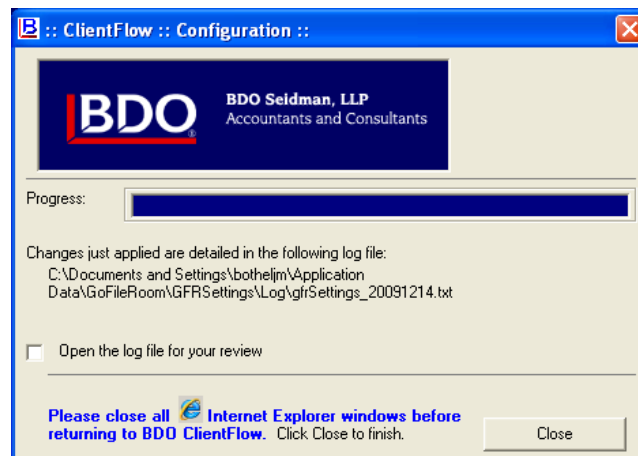 B :: ClientFlow :: Configuration ::
BDO®
BDO Seidman, LLP
Accountants and Consultants
Progress:
Changes just applied are detailed in the following log file:
C:\Documents and Settings\botheljm\Application
Data\GoFileRoom\GFRSettings\Log\gfrSettings_20091214.txt
Open the log file for your review
Please close all Internet Explorer windows before
returning to BDO ClientFlow. Click Close to finish.
Close